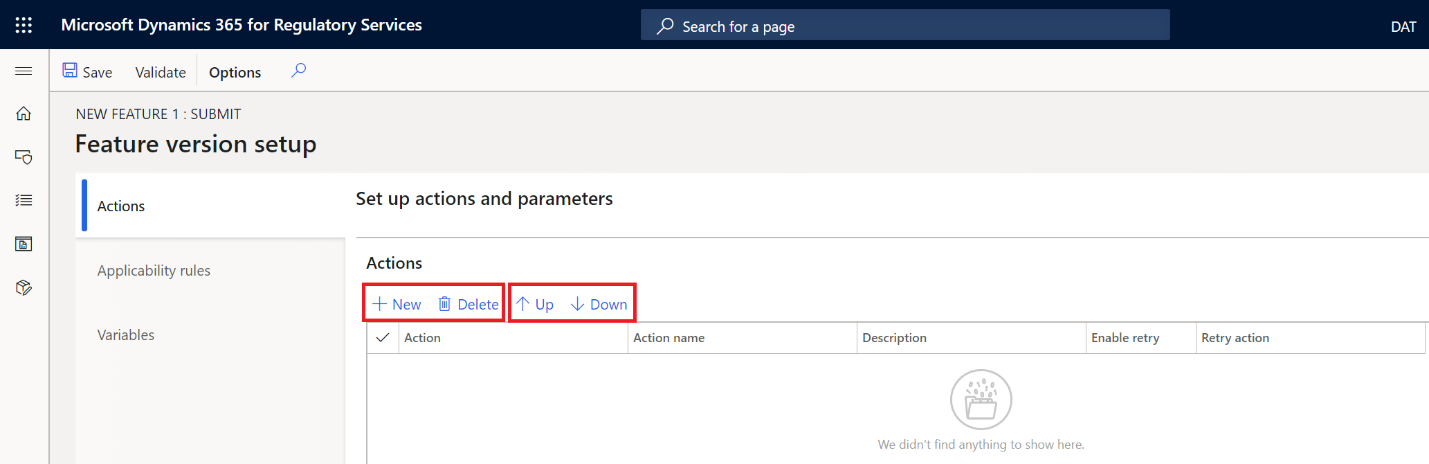 Microsoft Dynamics 365 for Regulatory Services
Search for a page
DAT
Save Validate Options
NEW FEATURE 1 : SUBMIT
Feature version setup
Actions
Applicability rules
Variables
Set up actions and parameters
Actions
New Delete Up Down
Action Action name Description Enable retry Retry action
We didn't find anything to show here.